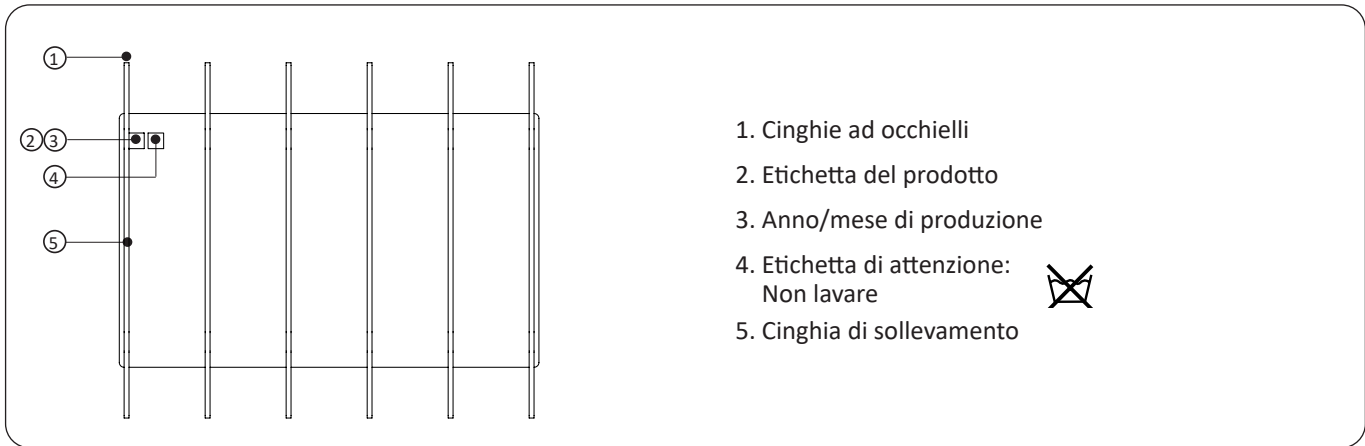 1
2 3
4
5
1. Cinghie ad occhielli
2. Etichetta del prodotto
3. Anno/mese di produzione
4. Etichetta di attenzione:
Non lavare
5. Cinghia di sollevamento